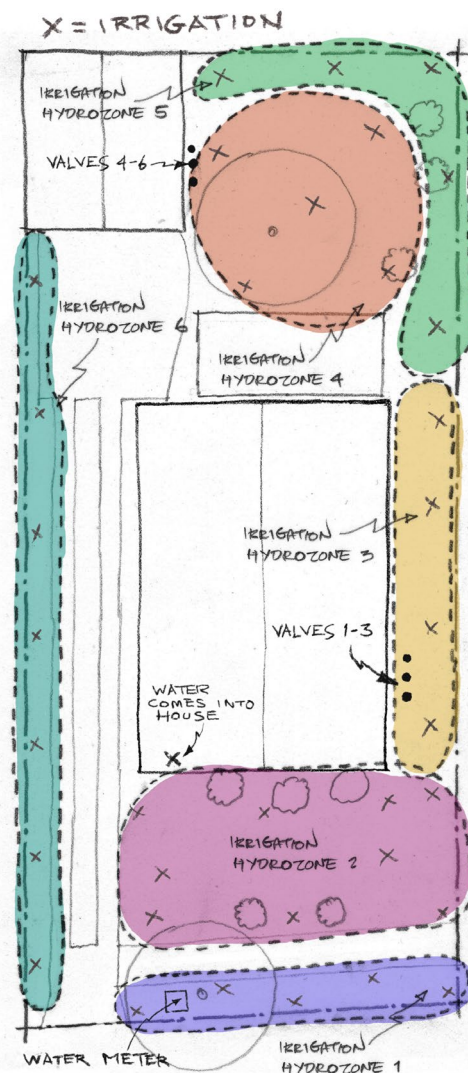 X = IRRIGATION
IRRIGATION
HYDROZONE 5
VALVES 4-6
IRRIGATION
HYDROZONE 6
IRRIGATION
HYDROZONE 4
IRRIGATION
HYDROZONE 3
VALVES 1-3
WATER
COMES INTO
HOUSE
IRRIGATION
HYDROZONE 2
WATER METER
IRRIGATION
HYDROZONE 1